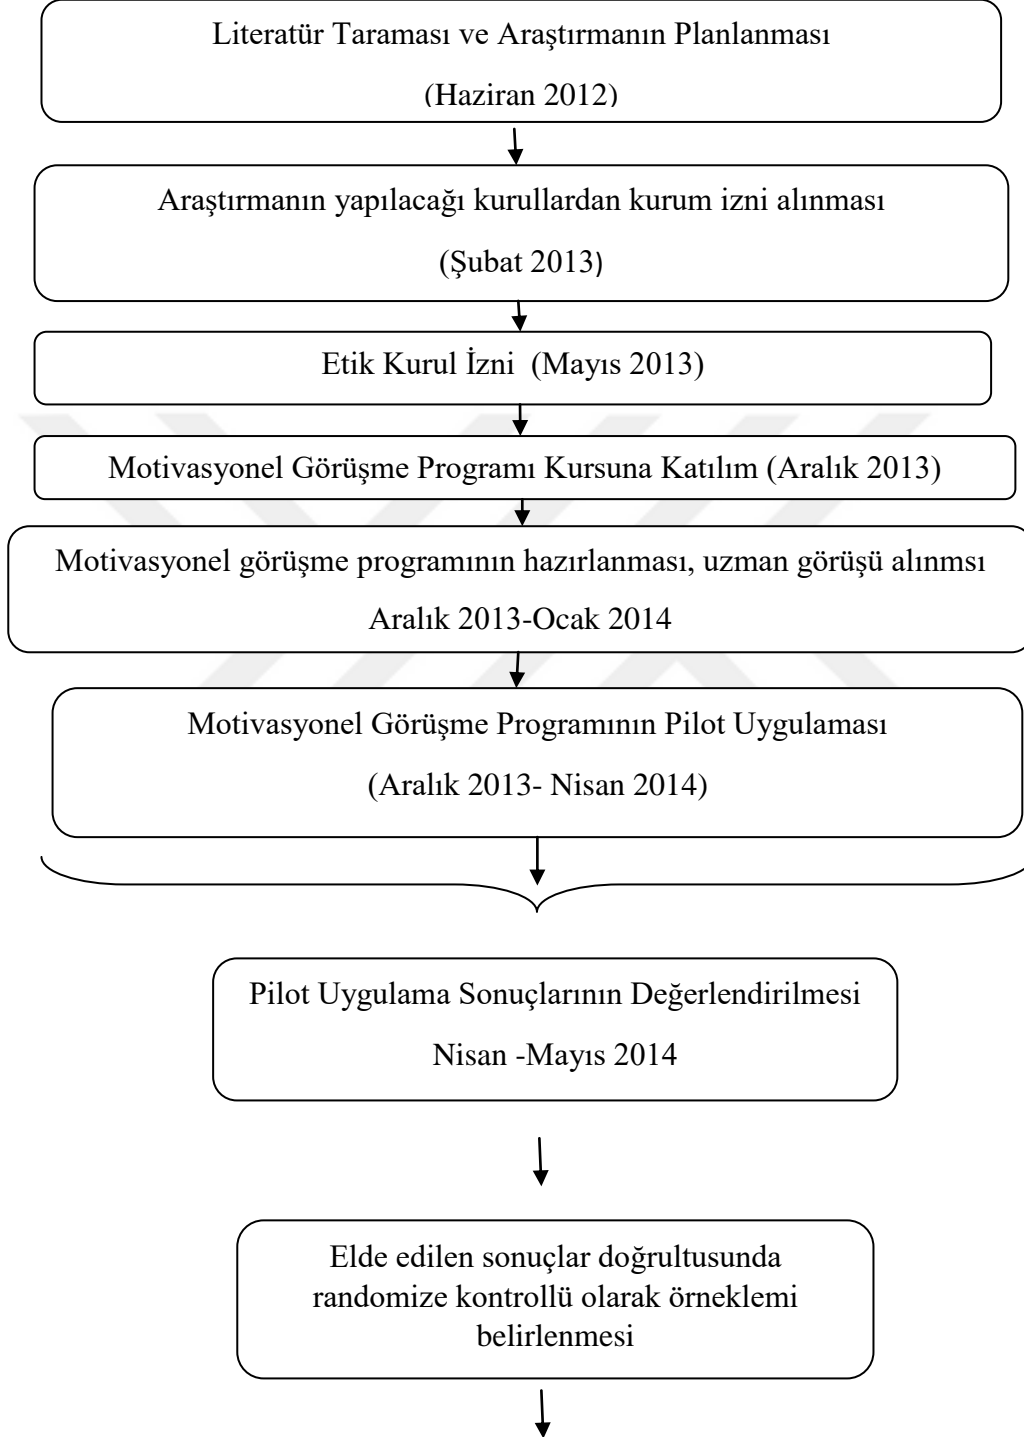 Literatür Taraması ve Araştırmanın Planlanması
(Haziran 2012)
Araştırmanın yapılacağı kurullardan kurum izni alınması
(Şubat 2013)
Etik Kurul İzni  (Mayıs 2013)
Motivasyonel Görüşme Programı Kursuna Katılım (Aralık 2013)
Motivasyonel görüşme programının hazırlanması, uzman görüşü alınmsı
Aralık 2013-Ocak 2014
Motivasyonel Görüşme Programının Pilot Uygulaması
(Aralık 2013- Nisan 2014)
Pilot Uygulama Sonuçlarının Değerlendirilmesi
Nisan -Mayıs 2014
Elde edilen sonuçlar doğrultusunda
randomize kontrollü olarak örneklemi
belirlenmesi